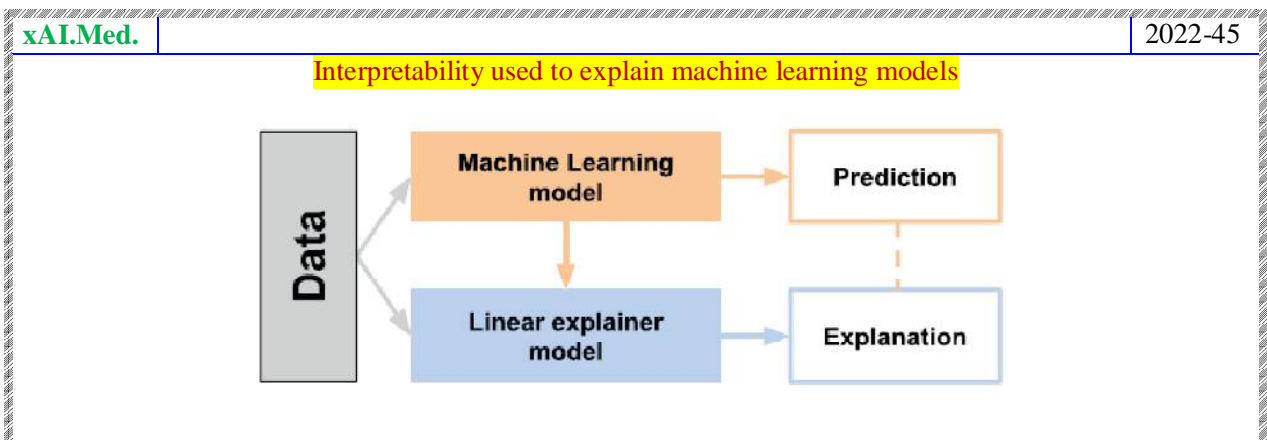 xAI.Med.
2022-45
Interpretability used to explain machine learning models
Data
Machine Learning
model
Prediction
Linear explainer
model
Explanation